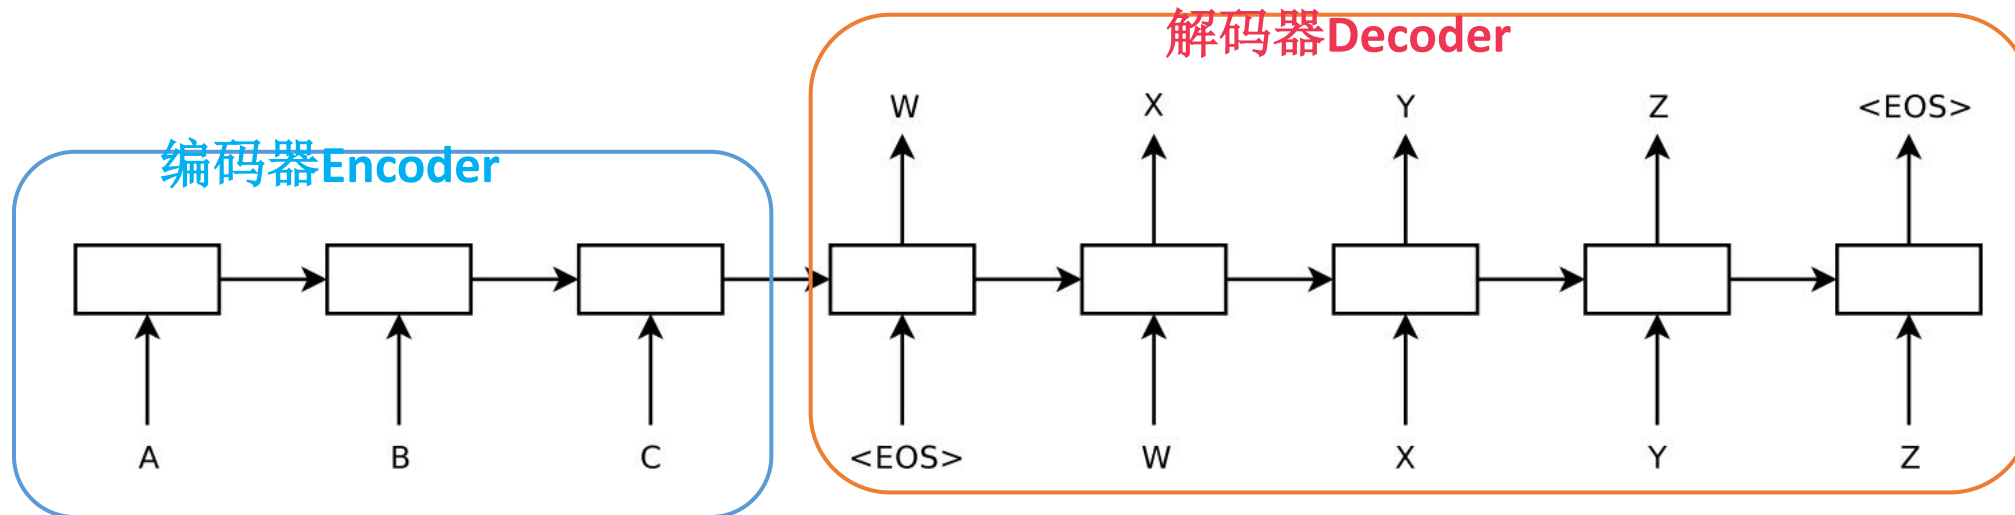 解码器Decoder
W X Y Z <EOS>
编码器Encoder
A B C <EOS> W X Y Z